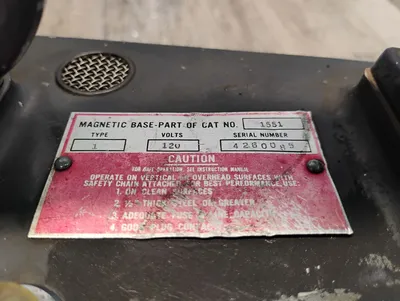 MAGNETIC BASE-PART OF CAT NO. 1551
TYPE VOLTS SERIAL NUMBER
1 120
CAUTION
FOR SAFE OPERATION, SEE INSTRUCTION MANUAL
OPERATE ON VERTICAL OR OVERHEAD SURFACES WITH
SAFETY CHAIN ATTACHED FOR BEST PERFORMANCE USE:
1. ON CLEAN SURFACES
2. ½" THICK STEEL OR GREATER
3. ADEQUATE FUSE & LINE CAPACITY
4. GOOD PLUG CONTACT